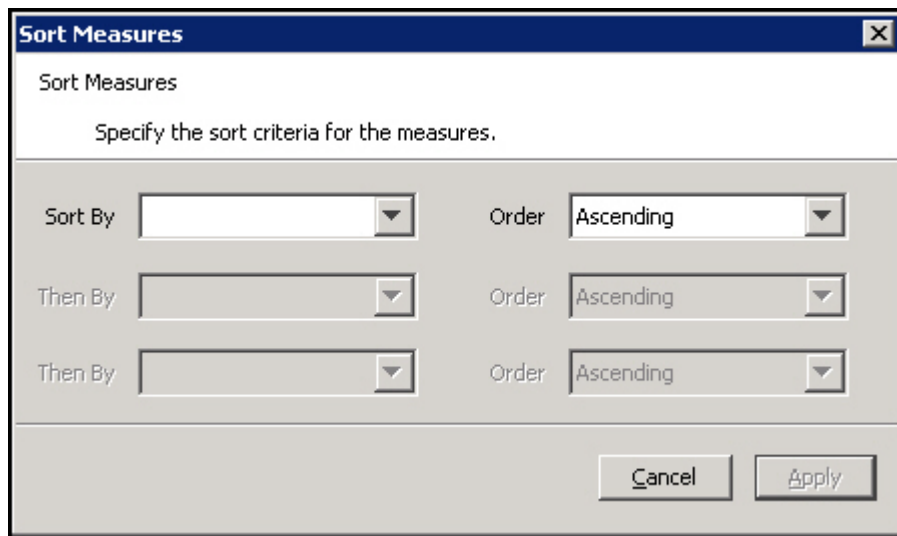 Sort Measures
Sort Measures
Specify the sort criteria for the measures.
Sort By Order Ascending
Then By Order Ascending
Then By Order Ascending
Cancel Apply